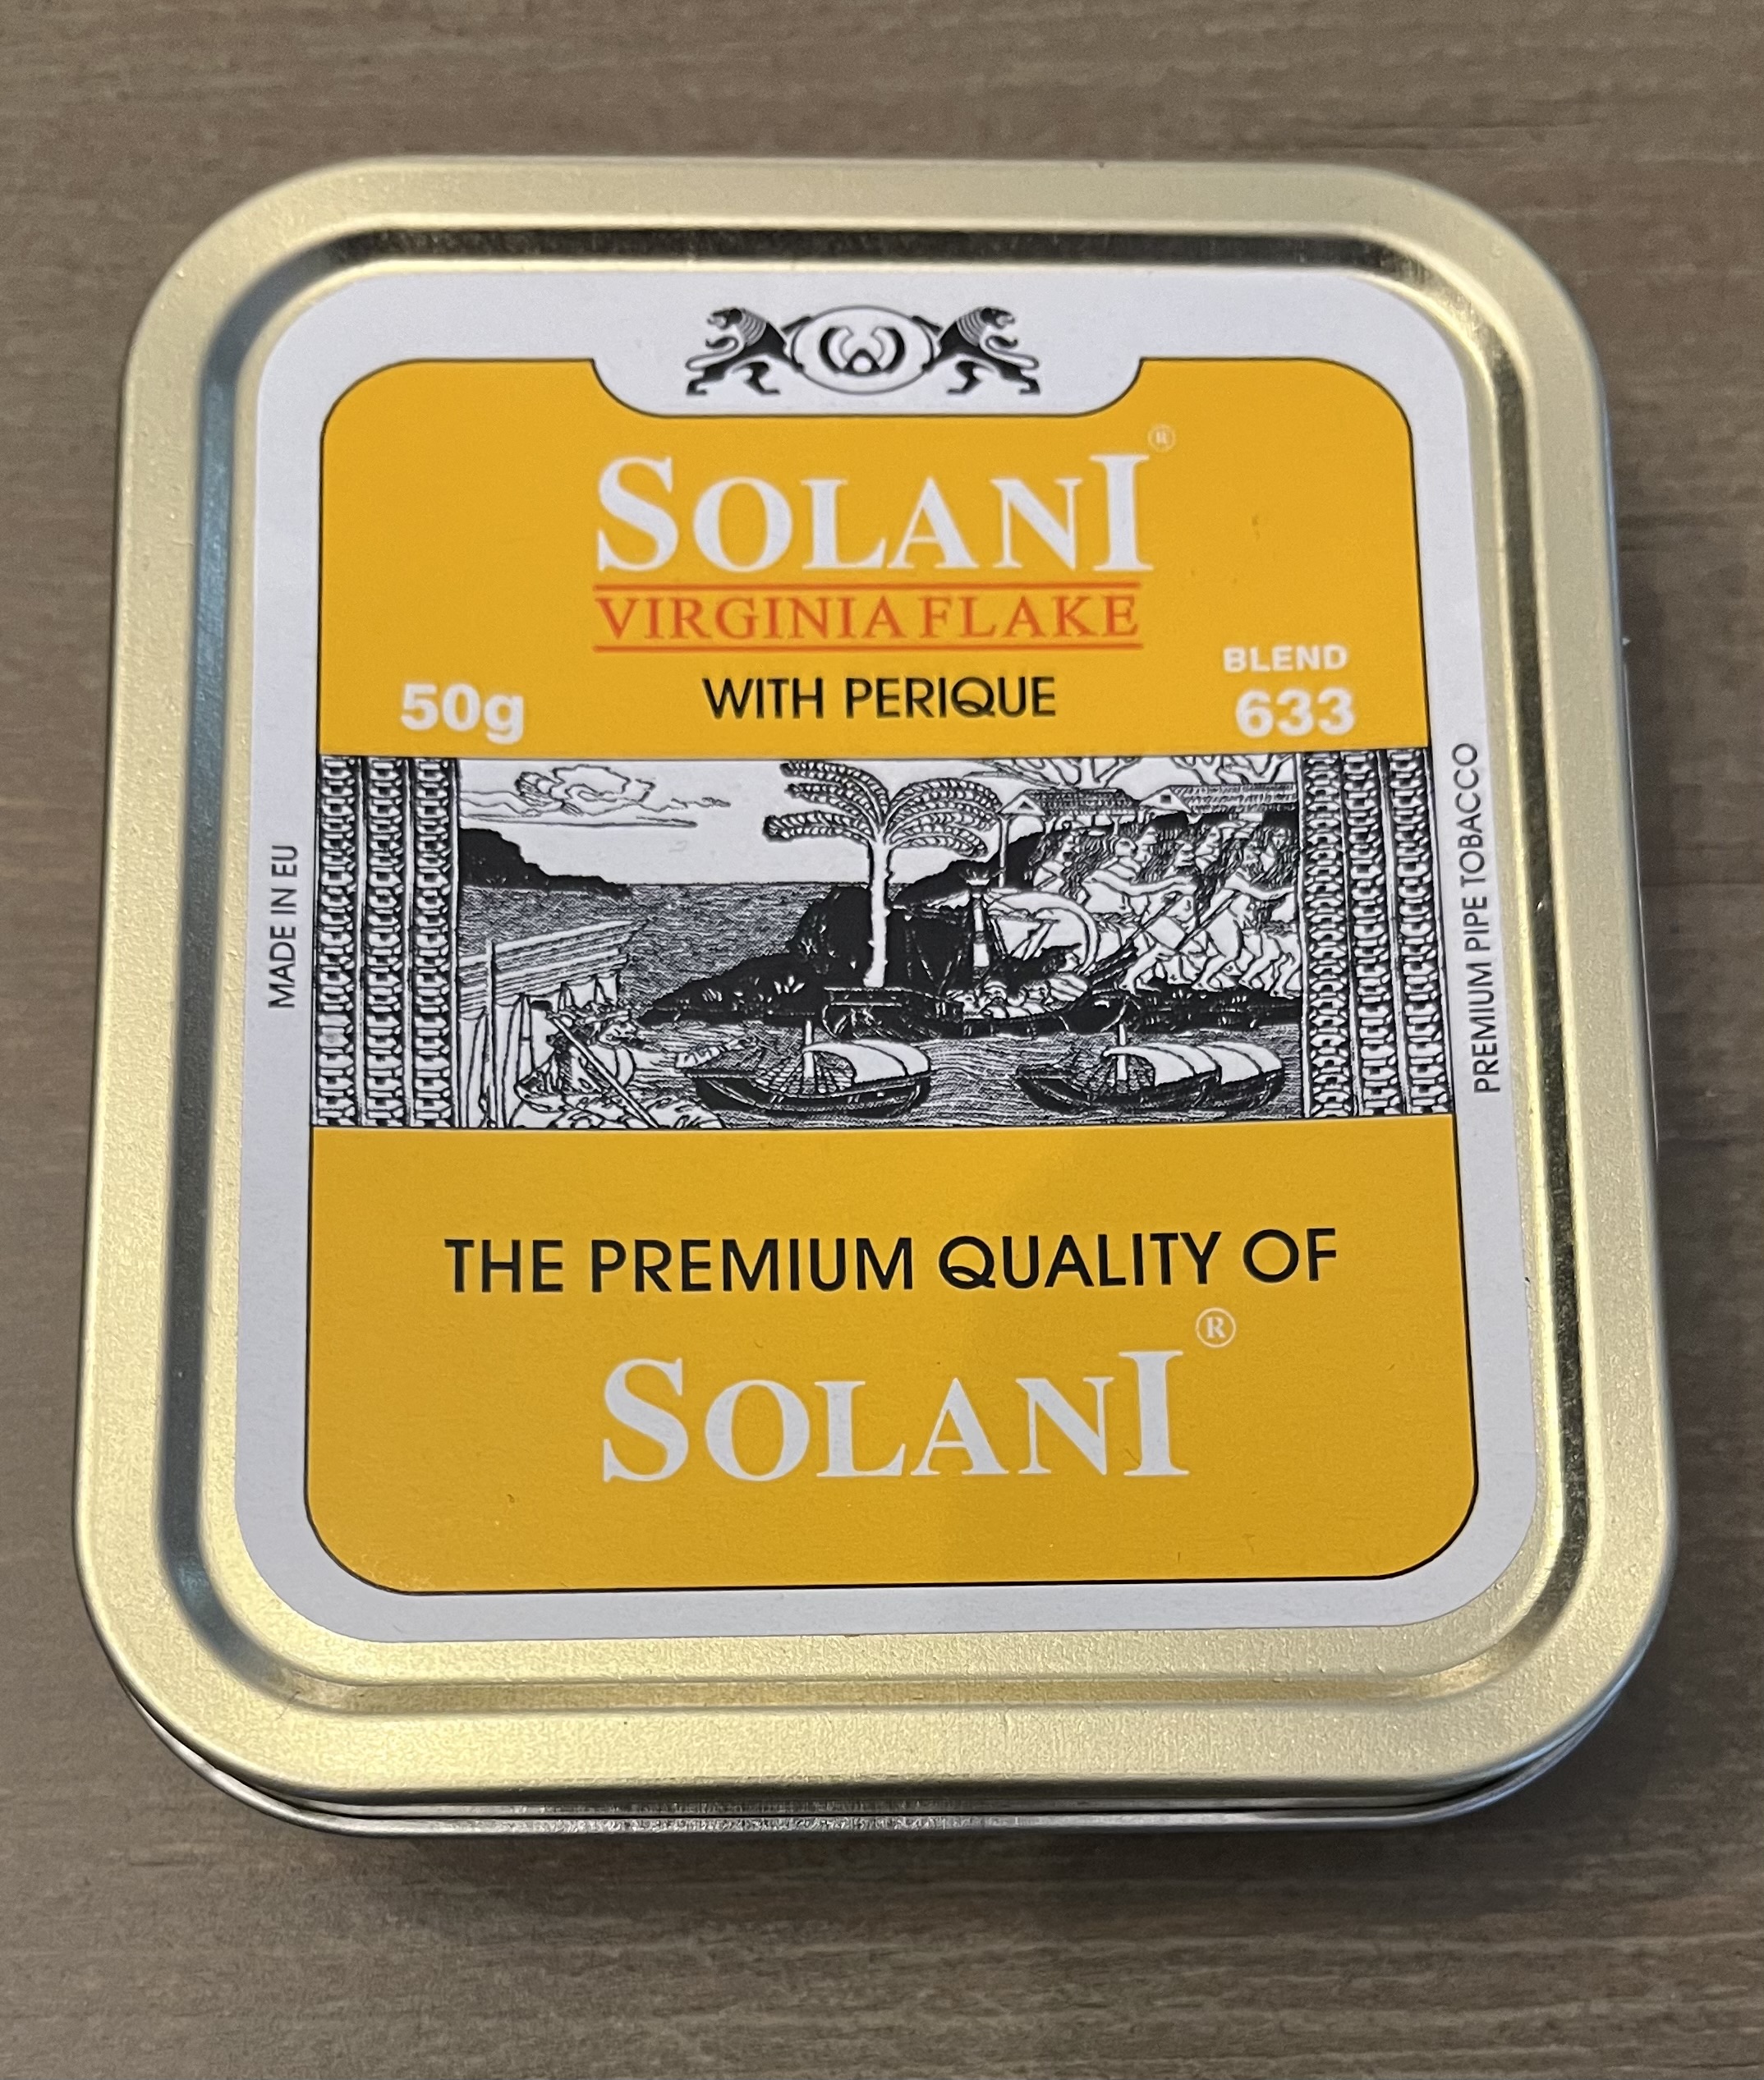 SOLANI®
VIRGINIA FLAKE
WITH PERIQUE
50g
BLEND
633
MADE IN EU
PREMIUM PIPE TOBACCO
THE PREMIUM QUALITY OF
SOLANI®